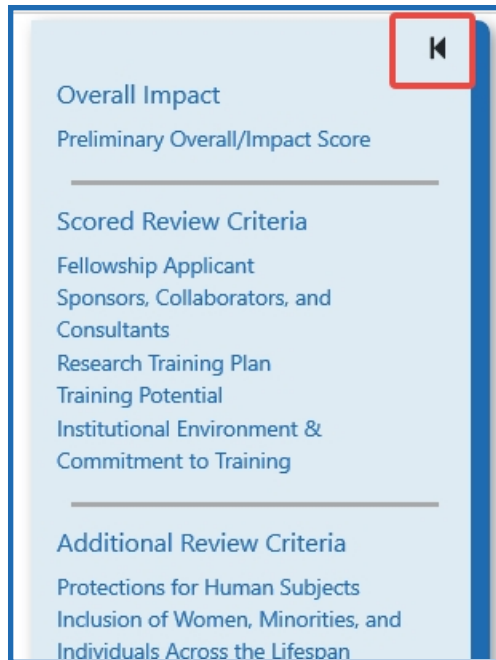 Overall Impact
Preliminary Overall/Impact Score
Scored Review Criteria
Fellowship Applicant
Sponsors, Collaborators, and
Consultants
Research Training Plan
Training Potential
Institutional Environment &
Commitment to Training
Additional Review Criteria
Protections for Human Subjects
Inclusion of Women, Minorities, and
Individuals Across the Lifespan